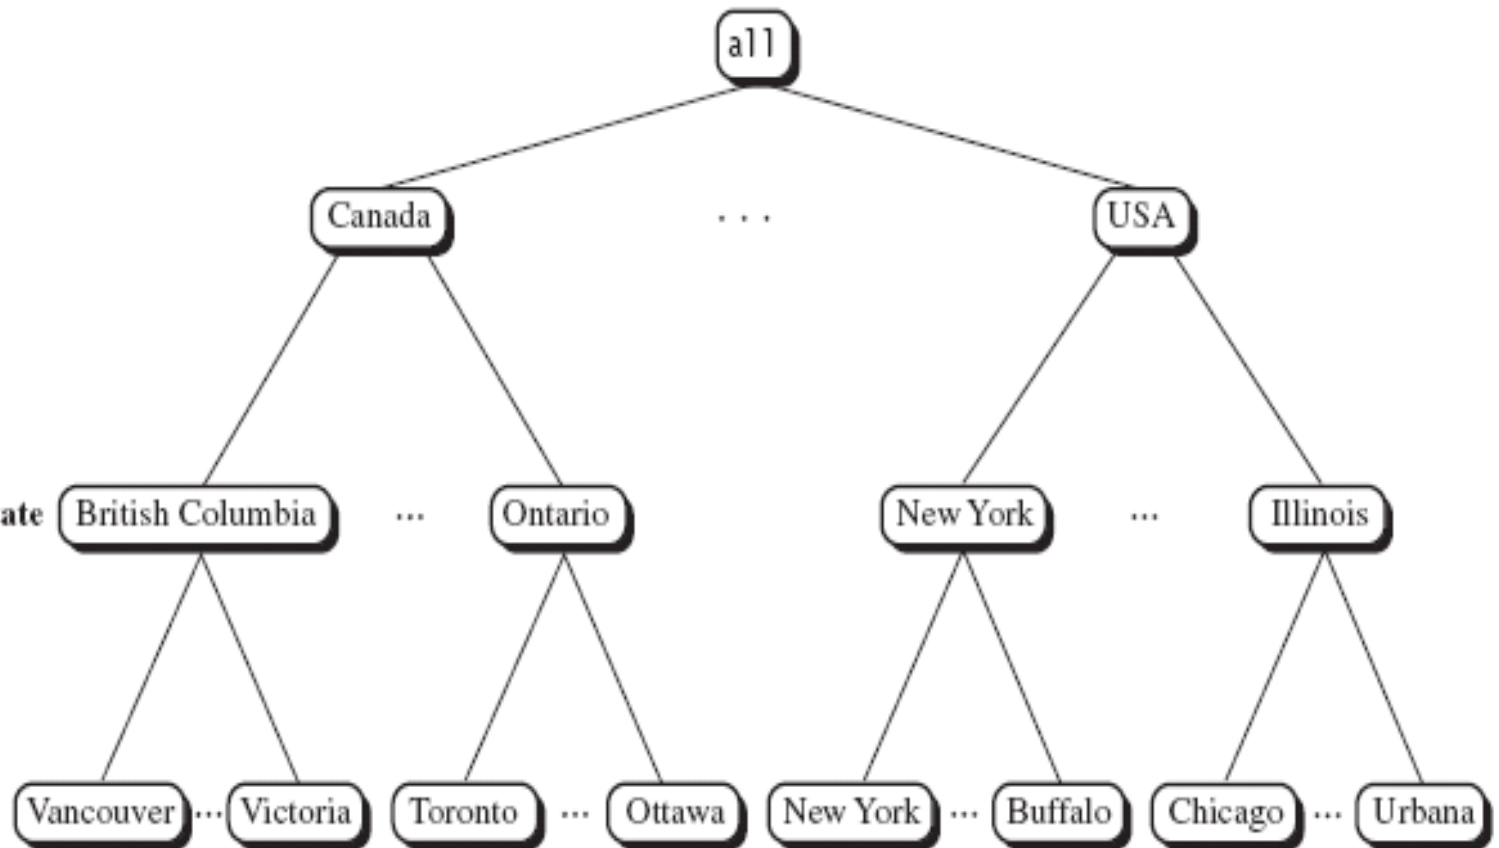 all
Canada ... USA
ate British Columbia ... Ontario New York ... Illinois
Vancouver ... Victoria Toronto ... Ottawa New York ... Buffalo Chicago ... Urbana